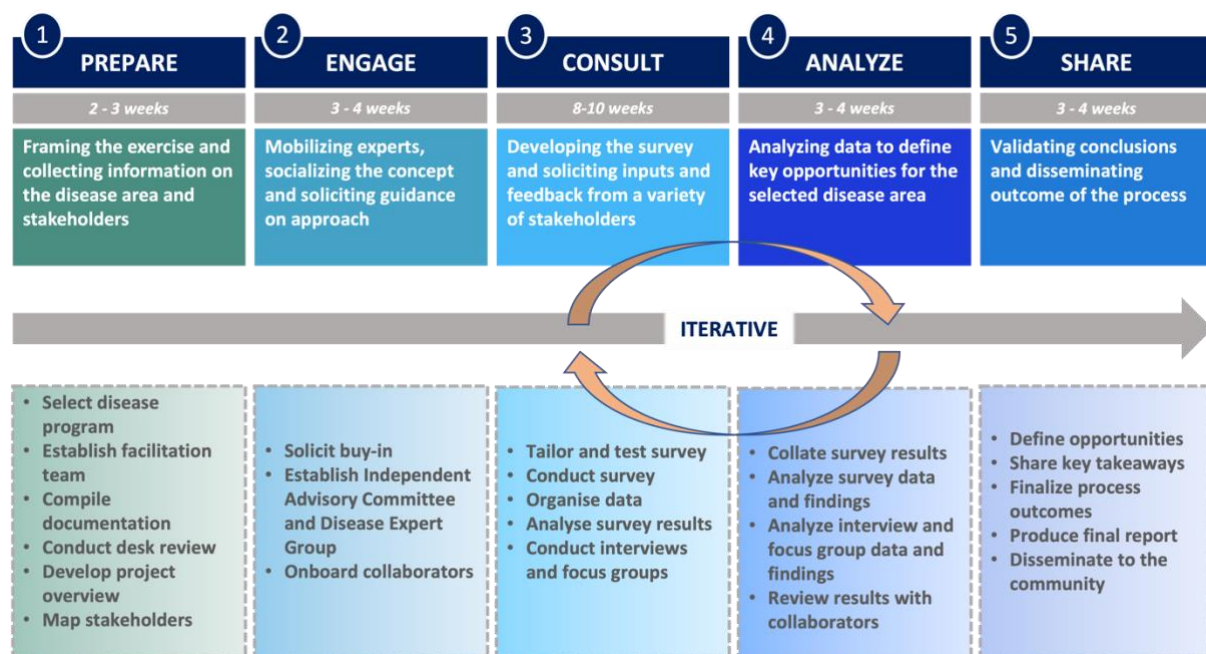 1
PREPARE
2 - 3 weeks
Framing the exercise and
collecting information on
the disease area and
stakeholders
2
ENGAGE
3 - 4 weeks
Mobilizing experts,
socializing the concept
and soliciting guidance
on approach
3
CONSULT
8-10 weeks
Developing the survey
and soliciting inputs and
feedback from a variety
of stakeholders
4
ANALYZE
3 - 4 weeks
Analyzing data to define
key opportunities for the
selected disease area
5
SHARE
3 - 4 weeks
Validating conclusions
and disseminating
outcome of the process
ITERATIVE
• Select disease
program
• Establish facilitation
team
• Compile
documentation
• Conduct desk review
• Develop project
overview
• Map stakeholders
• Solicit buy-in
• Establish Independent
Advisory Committee
and Disease Expert
Group
• Onboard collaborators
• Tailor and test survey
• Conduct survey
• Organise data
• Analyse survey results
• Conduct interviews
and focus groups
• Collate survey results
• Analyze survey data
and findings
• Analyze interview and
focus group data and
findings
• Review results with
collaborators
• Define opportunities
• Share key takeaways
• Finalize process
outcomes
• Produce final report
• Disseminate to the
community